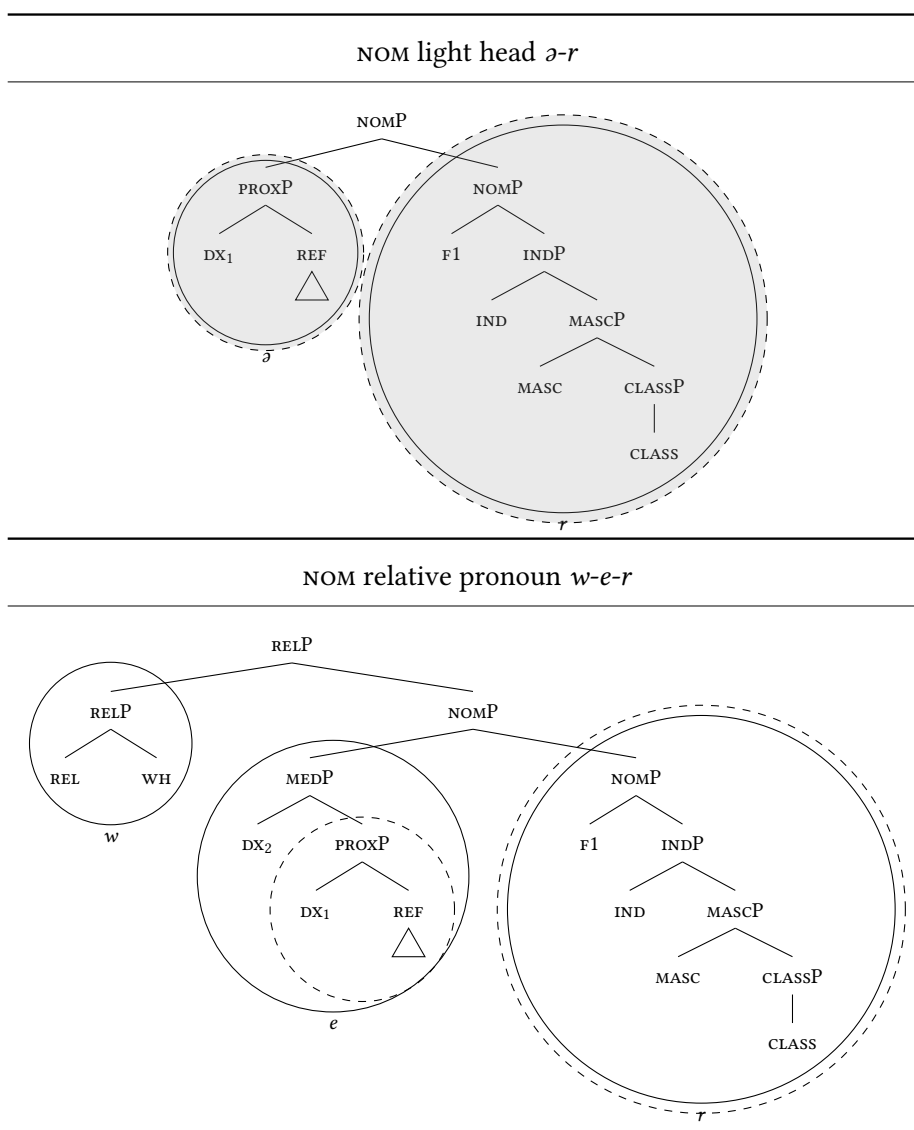 NOM light head ə-r
NOMP
PROXP NOMP
DX₁ REF F1 INDP
IND MASCP
ə
MASC CLASSP
CLASS
r
NOM relative pronoun w-e-r
RELP
RELP NOMP
REL WH MEDP NOMP
w
DX₂ PROXP F1 INDP
DX₁ REF IND MASCP
MASC CLASSP
e
CLASS
r